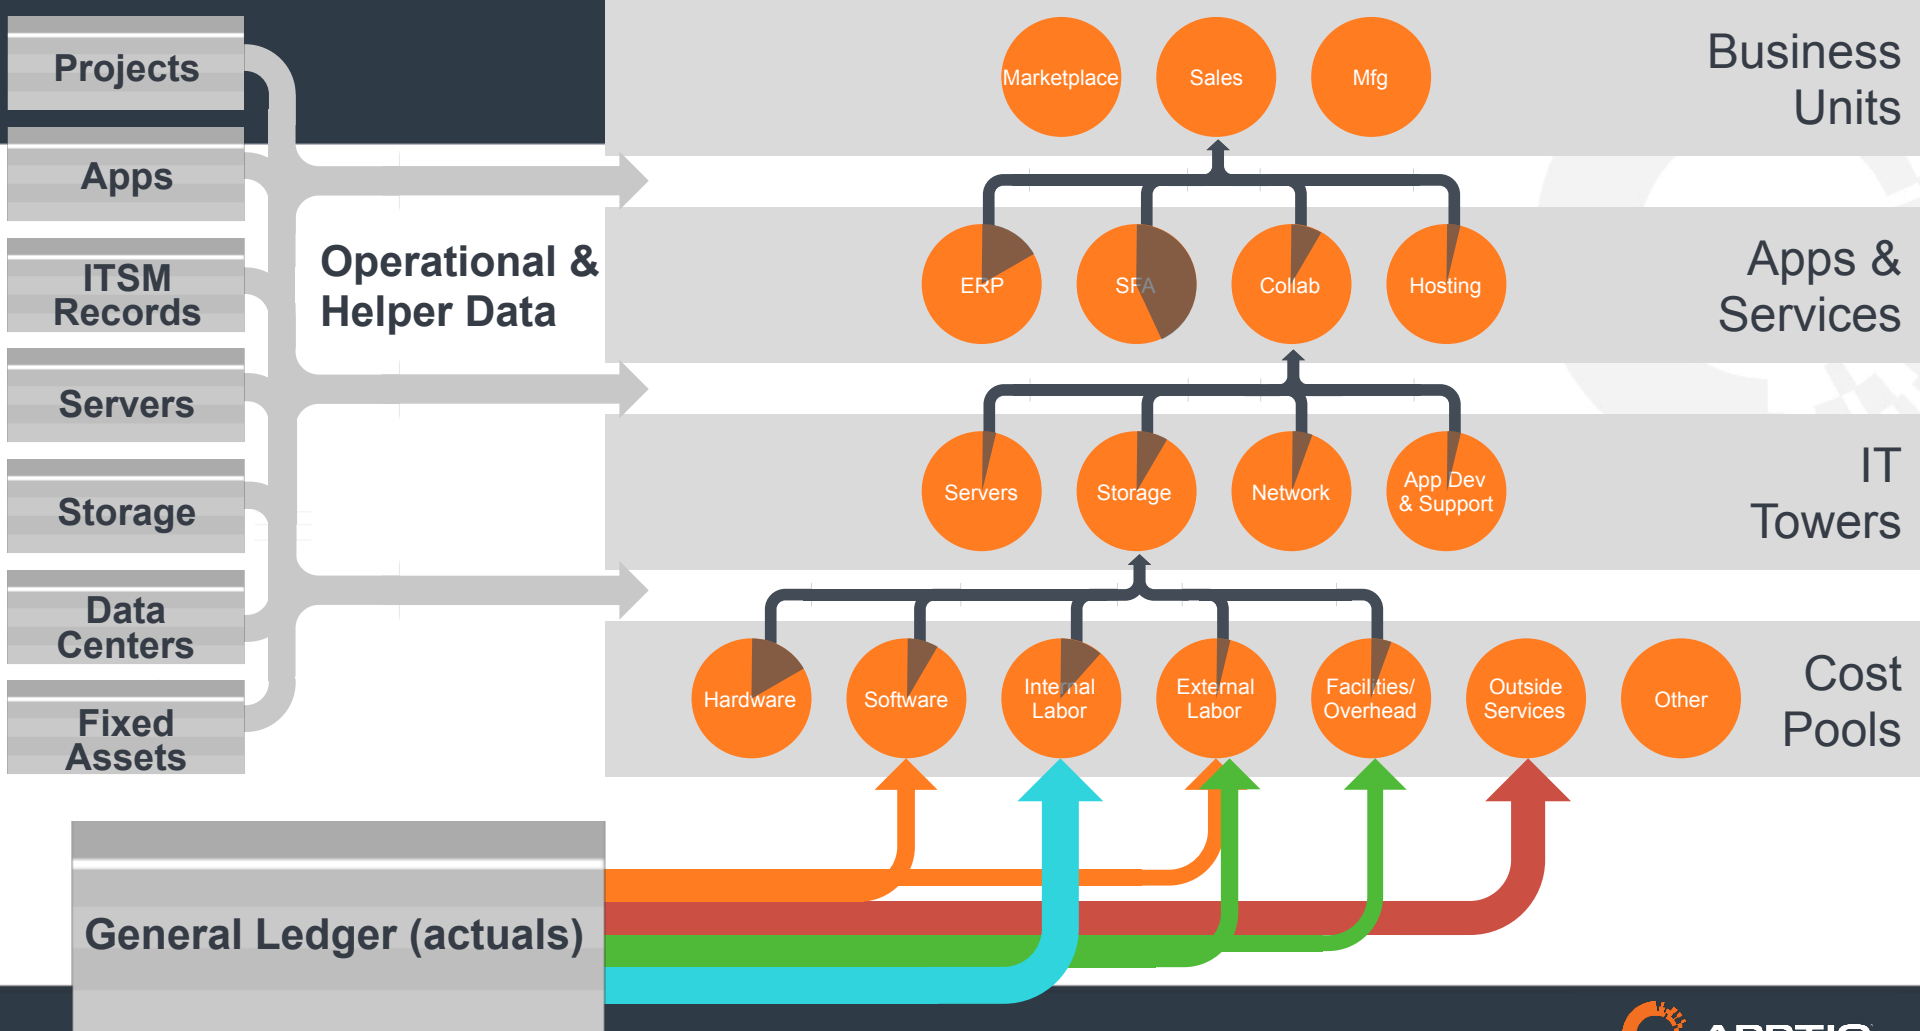 Projects
Apps
ITSM
Records
Servers
Storage
Data
Centers
Fixed
Assets
Operational &
Helper Data
General Ledger (actuals)
Marketplace
Sales
Mfg
Business
Units
ERP
SFA
Collab
Hosting
Apps &
Services
Servers
Storage
Network
App Dev
& Support
IT
Towers
Hardware
Software
Internal
Labor
External
Labor
Facilities/
Overhead
Outside
Services
Other
Cost
Pools
APPTIO